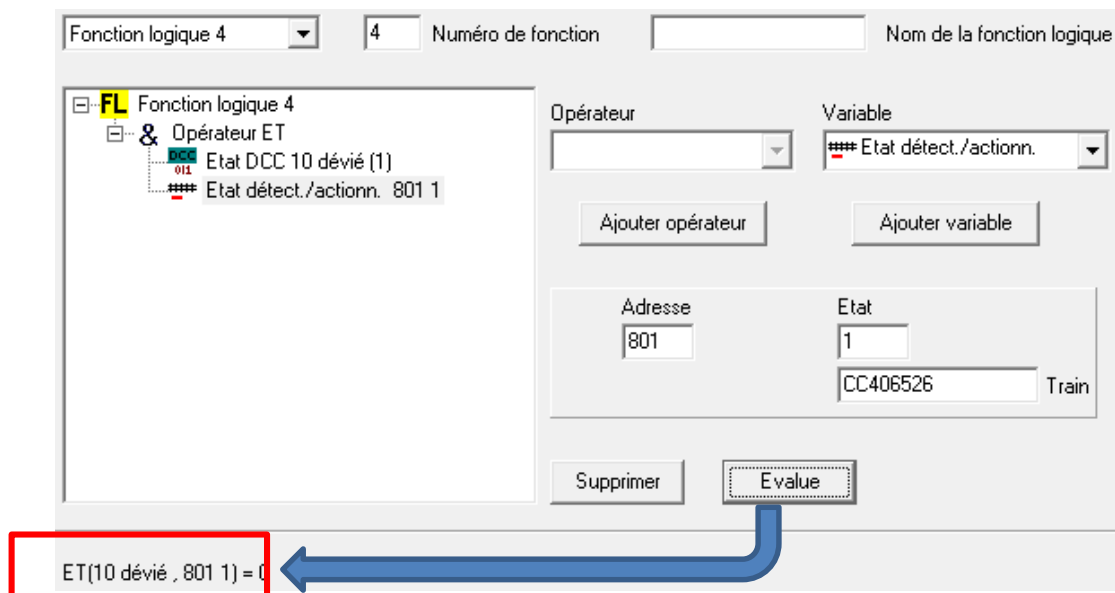 Fonction logique 4 4 Numéro de fonction Nom de la fonction logique
FL Fonction logique 4
& Opérateur ET
DCC
011
Etat DCC 10 dévié (1)
Etat détect./actionn. 801 1
Opérateur Variable
Etat détect./actionn.
Ajouter opérateur Ajouter variable
Adresse Etat
801 1
CC406526 Train
Supprimer Evalue
ET(10 dévié , 801 1) = 0